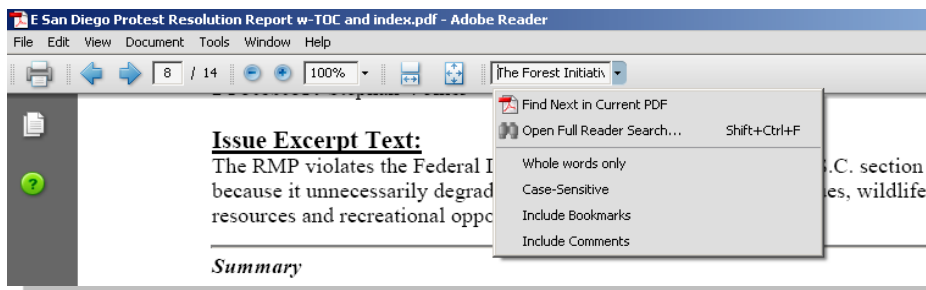 E San Diego Protest Resolution Report w-TOC and index.pdf - Adobe Reader
File Edit View Document Tools Window Help
8 / 14 100% The Forest Initiativ
Find Next in Current PDF
Open Full Reader Search... Shift+Ctrl+F
Whole words only
Case-Sensitive
Include Bookmarks
Include Comments
Issue Excerpt Text:
The RMP violates the Federal .C. section
because it unnecessarily degrad es, wildlife
resources and recreational oppo
Summary